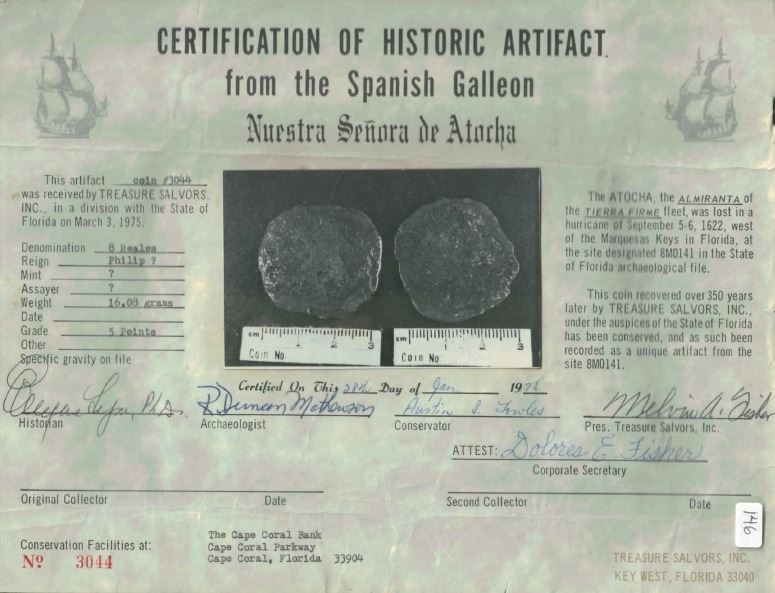 CERTIFICATION OF HISTORIC ARTIFACT
from the Spanish Galleon
Nuestra Señora de Atocha
This artifact coin #3044
was received by TREASURE SALVORS,
INC., in a division with the State of
Florida on March 3, 1975.
Denomination 8 Reales
Reign Philip ?
Mint ?
Assayer ?
Weight 16.08 grams
Date
Grade 5 Points
Other
Specific gravity on file
cm 1 2 3
Coin No
cm 1 2 3
Coin No
The ATOCHA, the ALMIRANTA of
the TIERRA FIRME fleet, was lost in a
hurricane of September 5-6, 1622, west
of the Marquesas Keys in Florida, at
the site designated 8MO141 in the State
of Florida archaeological file.
This coin recovered over 350 years
later by TREASURE SALVORS, INC.,
under the auspices of the State of Florida
has been conserved, and as such been
recorded as a unique artifact from the
site 8MO141.
Certified On This 28th Day of Jan 1976
Eugene Lyon, Ph.D.
Historian
R. Duncan Mathewson
Archaeologist
Austin S. Fowles
Conservator
Melvin A. Fisher
Pres. Treasure Salvors, Inc.
ATTEST: Dolores E. Fisher
Corporate Secretary
Original Collector Date
Second Collector Date
146
Conservation Facilities at:
The Cape Coral Bank
Cape Coral Parkway
Cape Coral, Florida 33904
Nº 3044
TREASURE SALVORS, INC.
KEY WEST, FLORIDA 33040